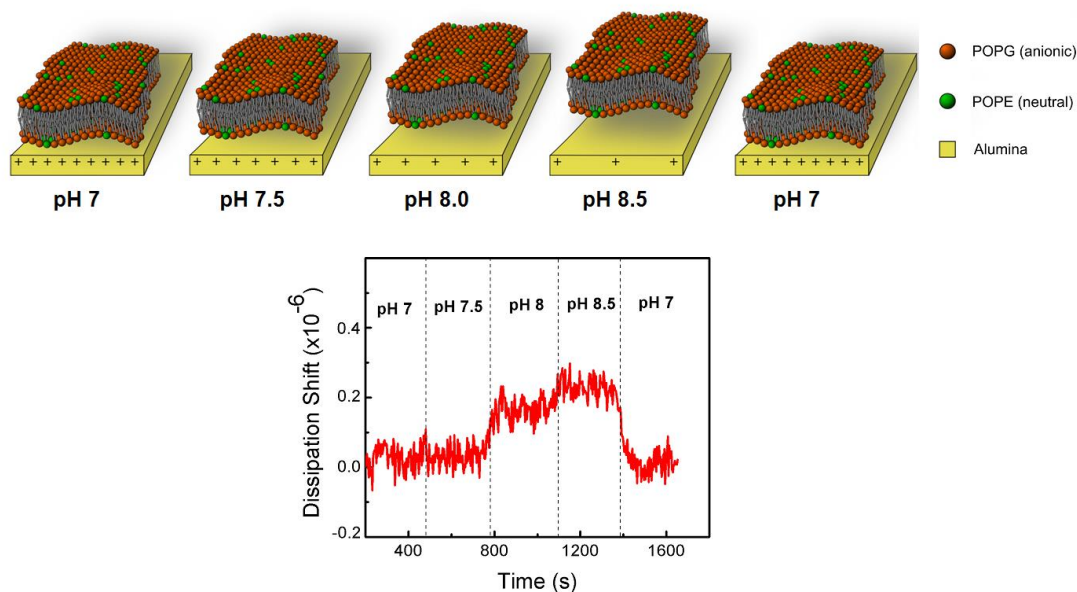 POPG (anionic)
POPE (neutral)
Alumina
+ + + + + + + + +
+ + + + + + +
+ + + + +
+ + +
+ + + + + + + + +
pH 7
pH 7.5
pH 8.0
pH 8.5
pH 7
Dissipation Shift (x10⁻⁶)
0.4
0.2
0.0
-0.2
pH 7
pH 7.5
pH 8
pH 8.5
pH 7
400
800
1200
1600
Time (s)